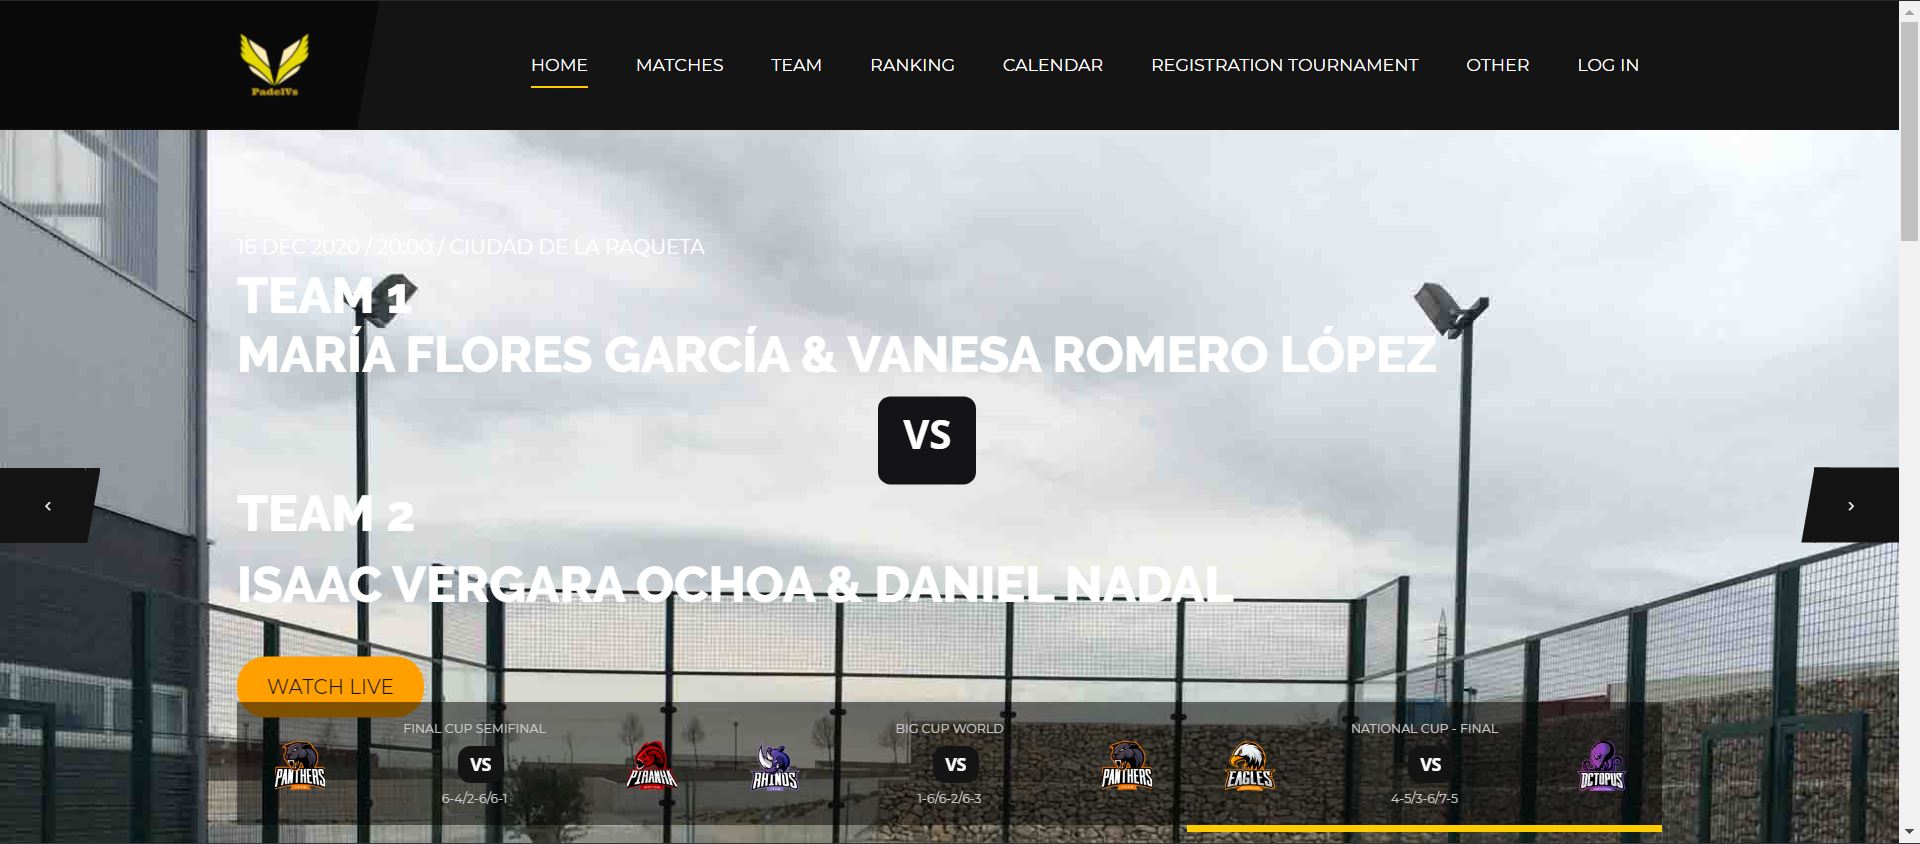 PadelVs
HOME MATCHES TEAM RANKING CALENDAR REGISTRATION TOURNAMENT OTHER LOG IN
16 DEC 2020 / 20:00 / CIUDAD DE LA RAQUETA
TEAM 1
MARÍA FLORES GARCÍA & VANESA ROMERO LÓPEZ
VS
TEAM 2
ISAAC VERGARA OCHOA & DANIEL NADAL
WATCH LIVE
FINAL CUP SEMIFINAL
PANTHERS VS PIRANHA
6-4/2-6/6-1
BIG CUP WORLD
RHINOS VS PANTHERS
1-6/6-2/6-3
NATIONAL CUP - FINAL
EAGLES VS OCTOPUS
4-5/3-6/7-5